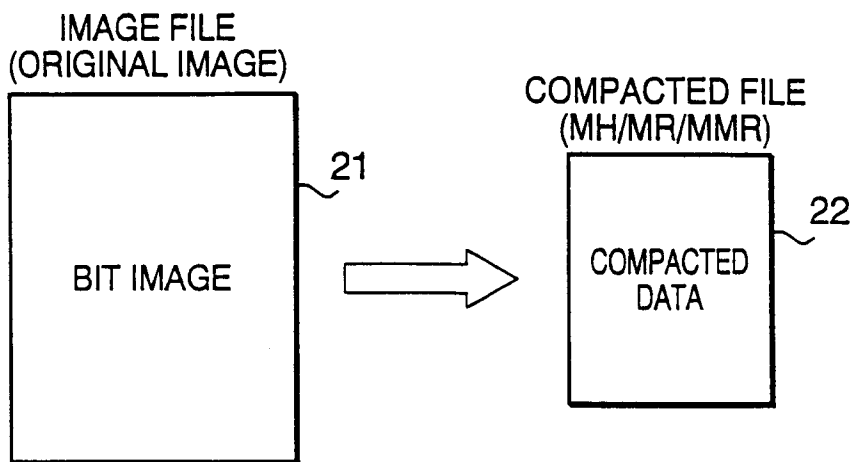 IMAGE FILE
(ORIGINAL IMAGE)
21
BIT IMAGE
COMPACTED FILE
(MH/MR/MMR)
22
COMPACTED
DATA